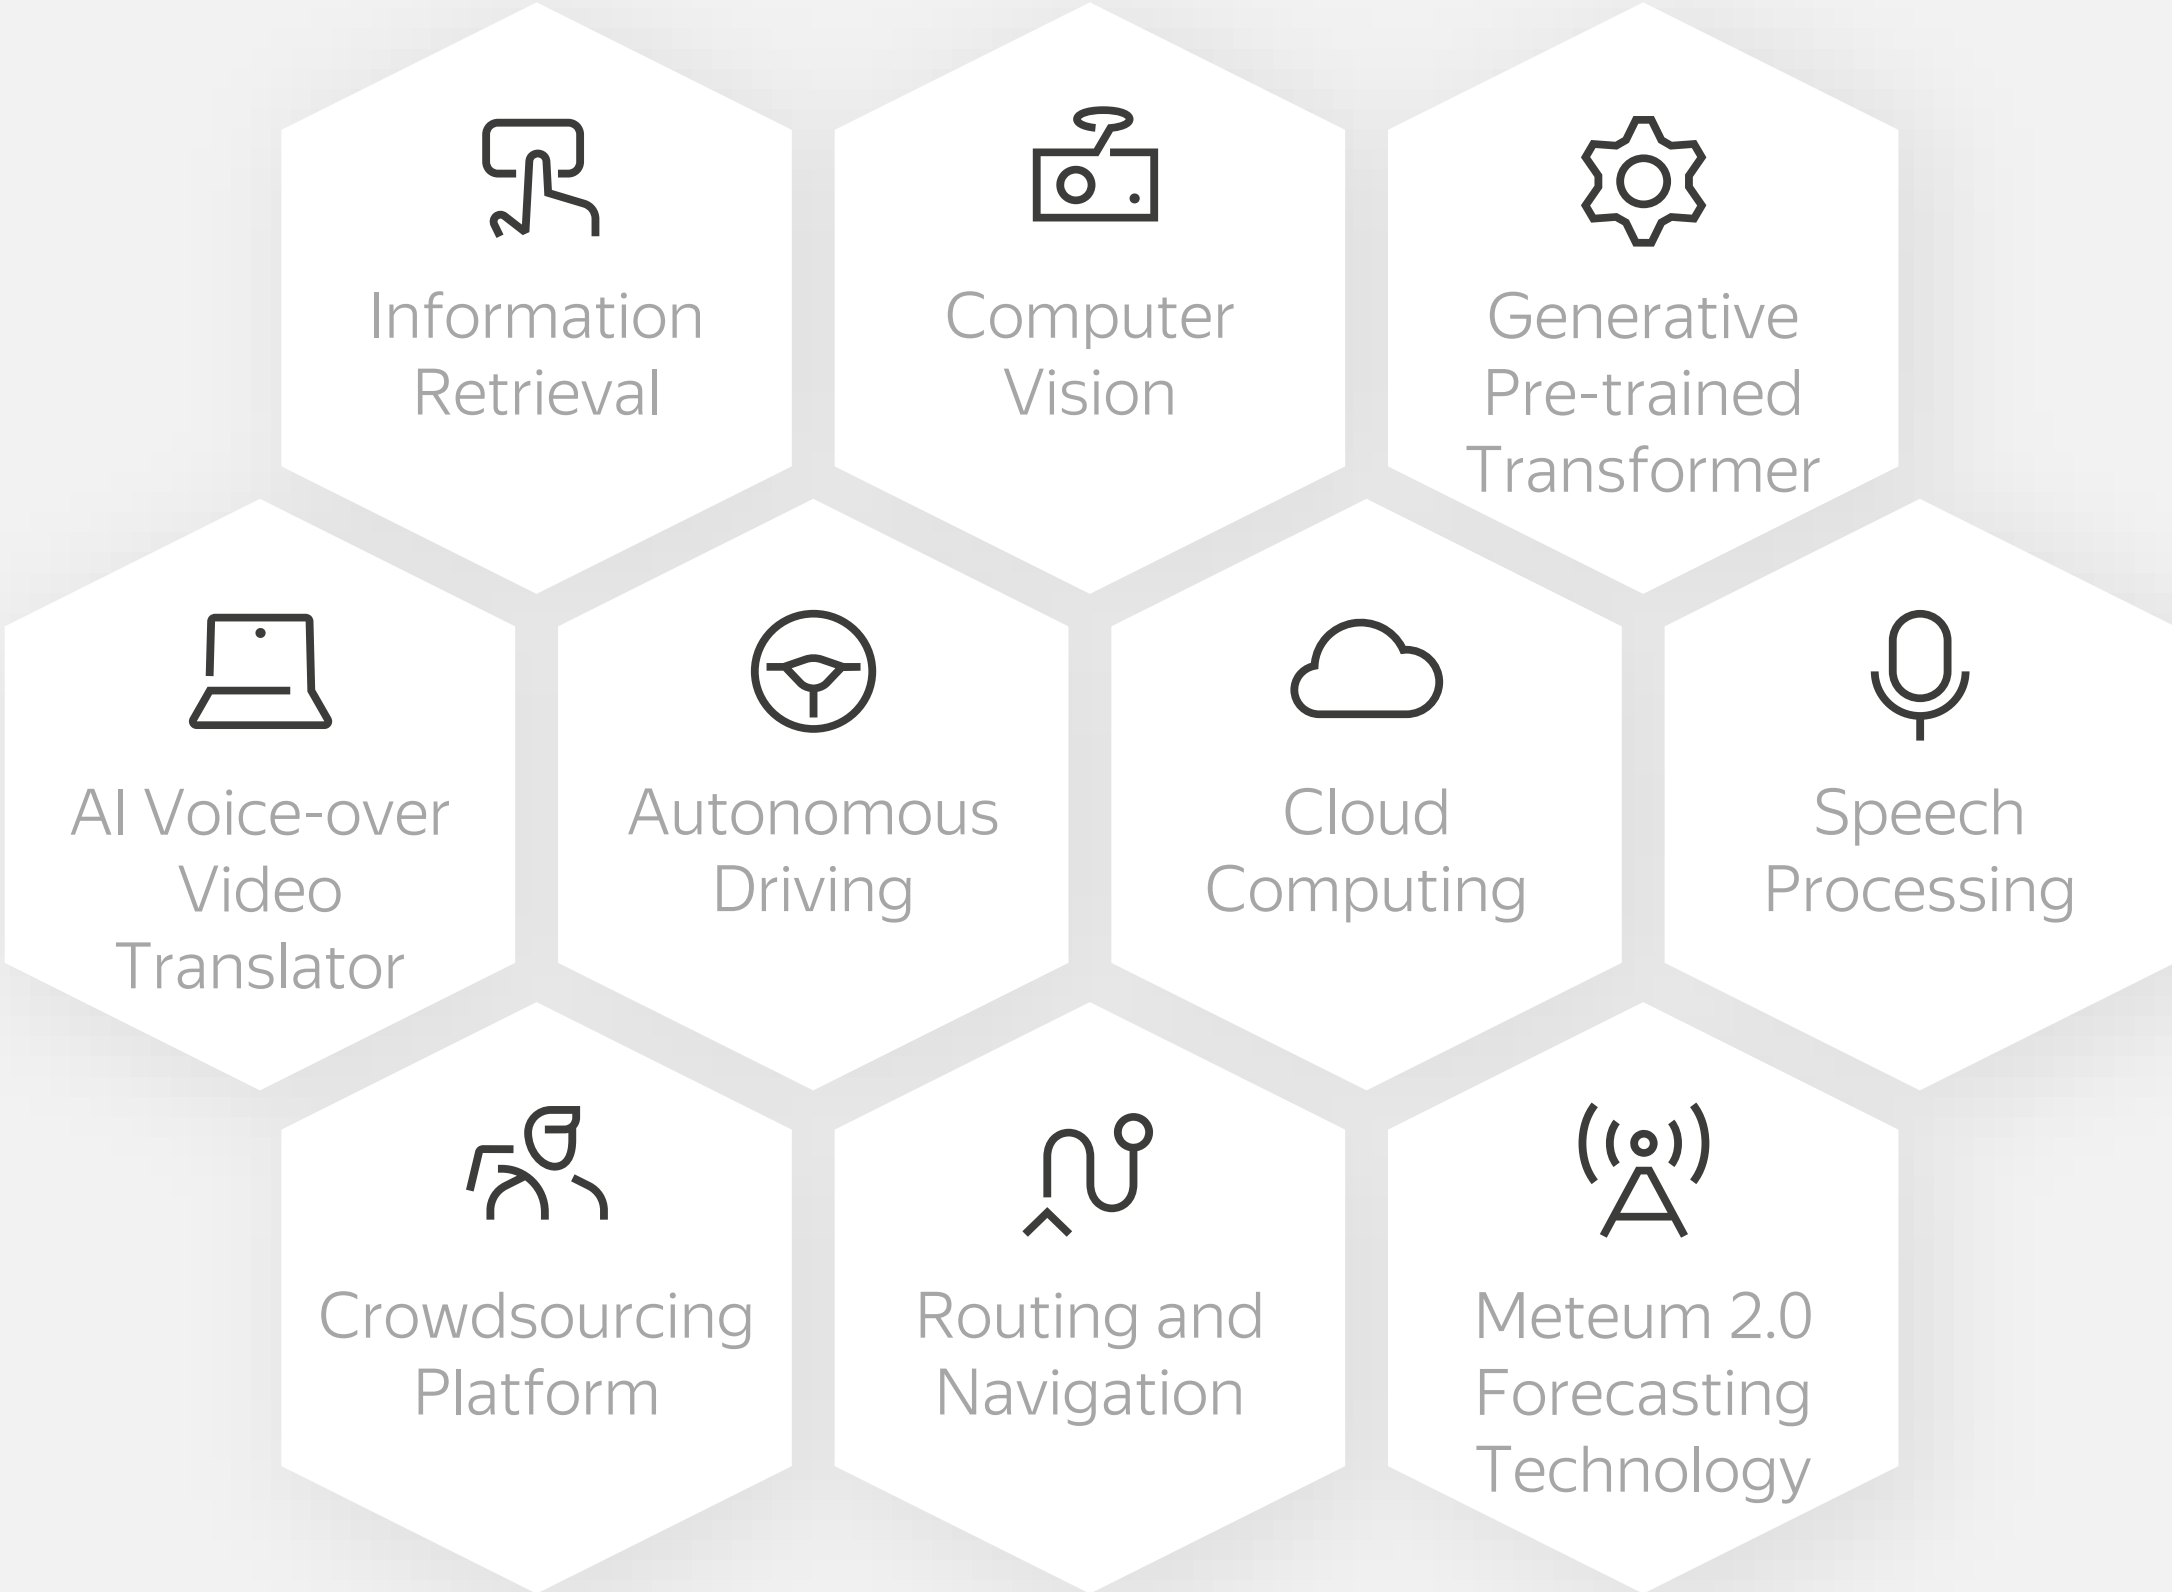 Information
Retrieval
Computer
Vision
Generative
Pre-trained
Transformer
AI Voice-over
Video
Translator
Autonomous
Driving
Cloud
Computing
Speech
Processing
Crowdsourcing
Platform
Routing and
Navigation
Meteum 2.0
Forecasting
Technology